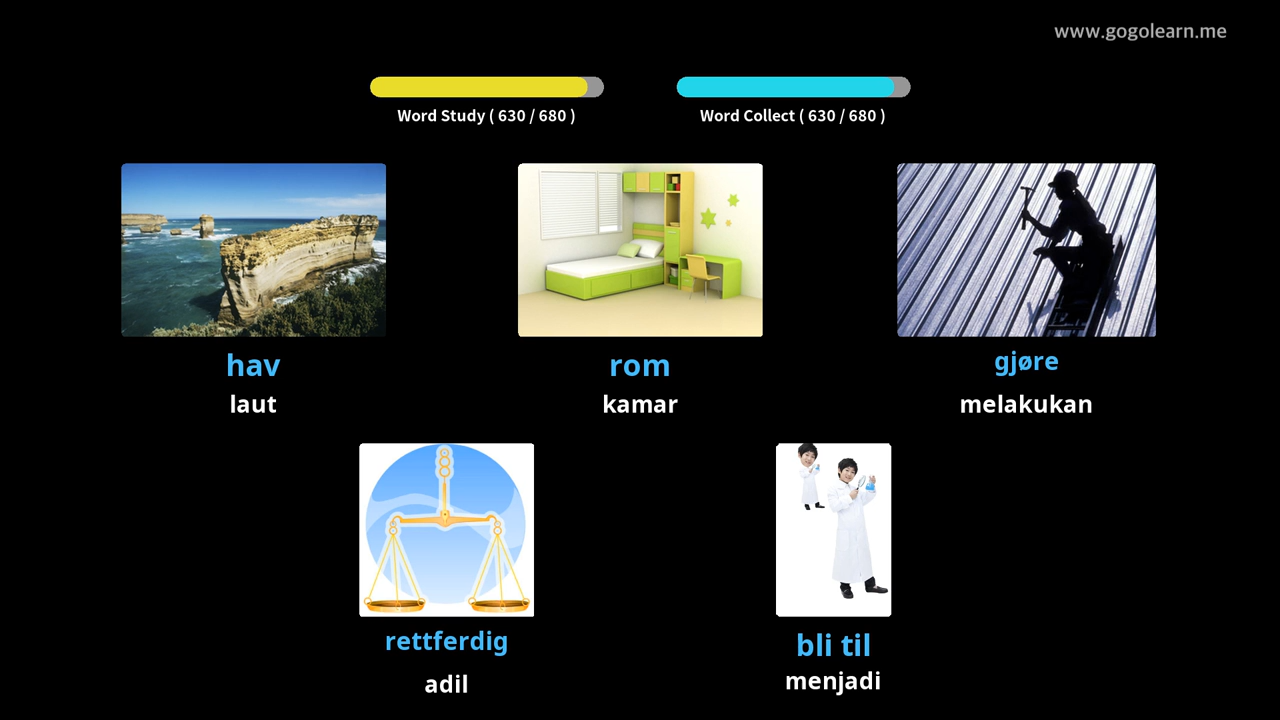 www.gogolearn.me
Word Study ( 630 / 680 )
Word Collect ( 630 / 680 )
hav
laut
rom
kamar
gjøre
melakukan
rettferdig
adil
bli til
menjadi